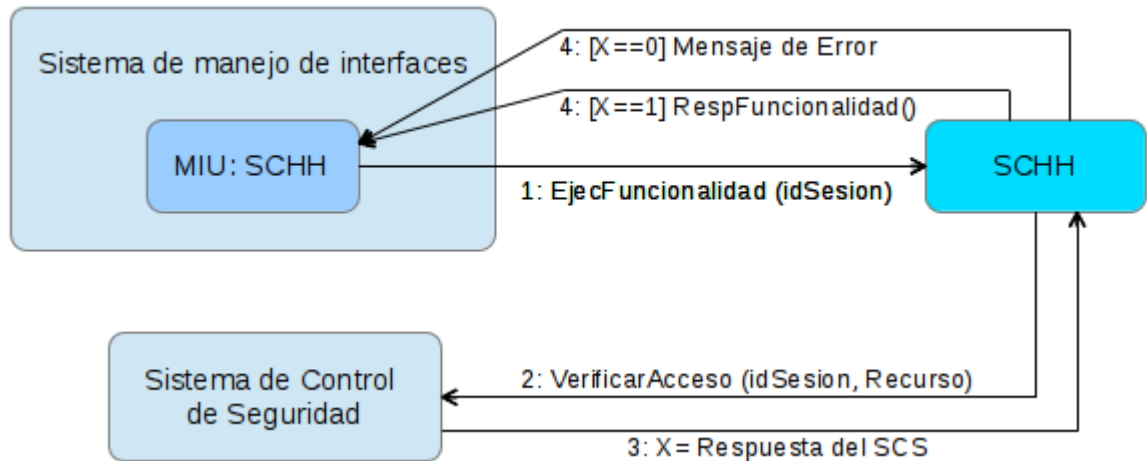 Sistema de manejo de interfaces
MIU: SCHH
4: [X==0] Mensaje de Error
4: [X==1] RespFuncionalidad()
1: EjecFuncionalidad (idSesion)
SCHH
Sistema de Control
de Seguridad
2: VerificarAcceso (idSesion, Recurso)
3: X= Respuesta del SCS